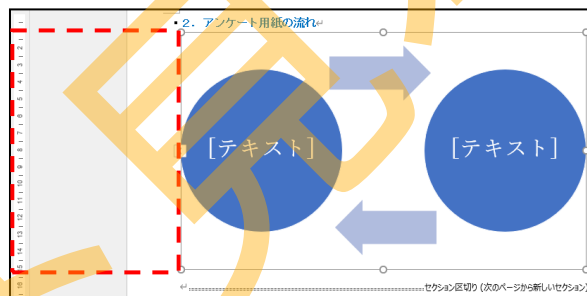 ・2．アンケート用紙の流れ↵
[テキスト] [テキスト]
↵ セクション区切り (次のページから新しいセクション)